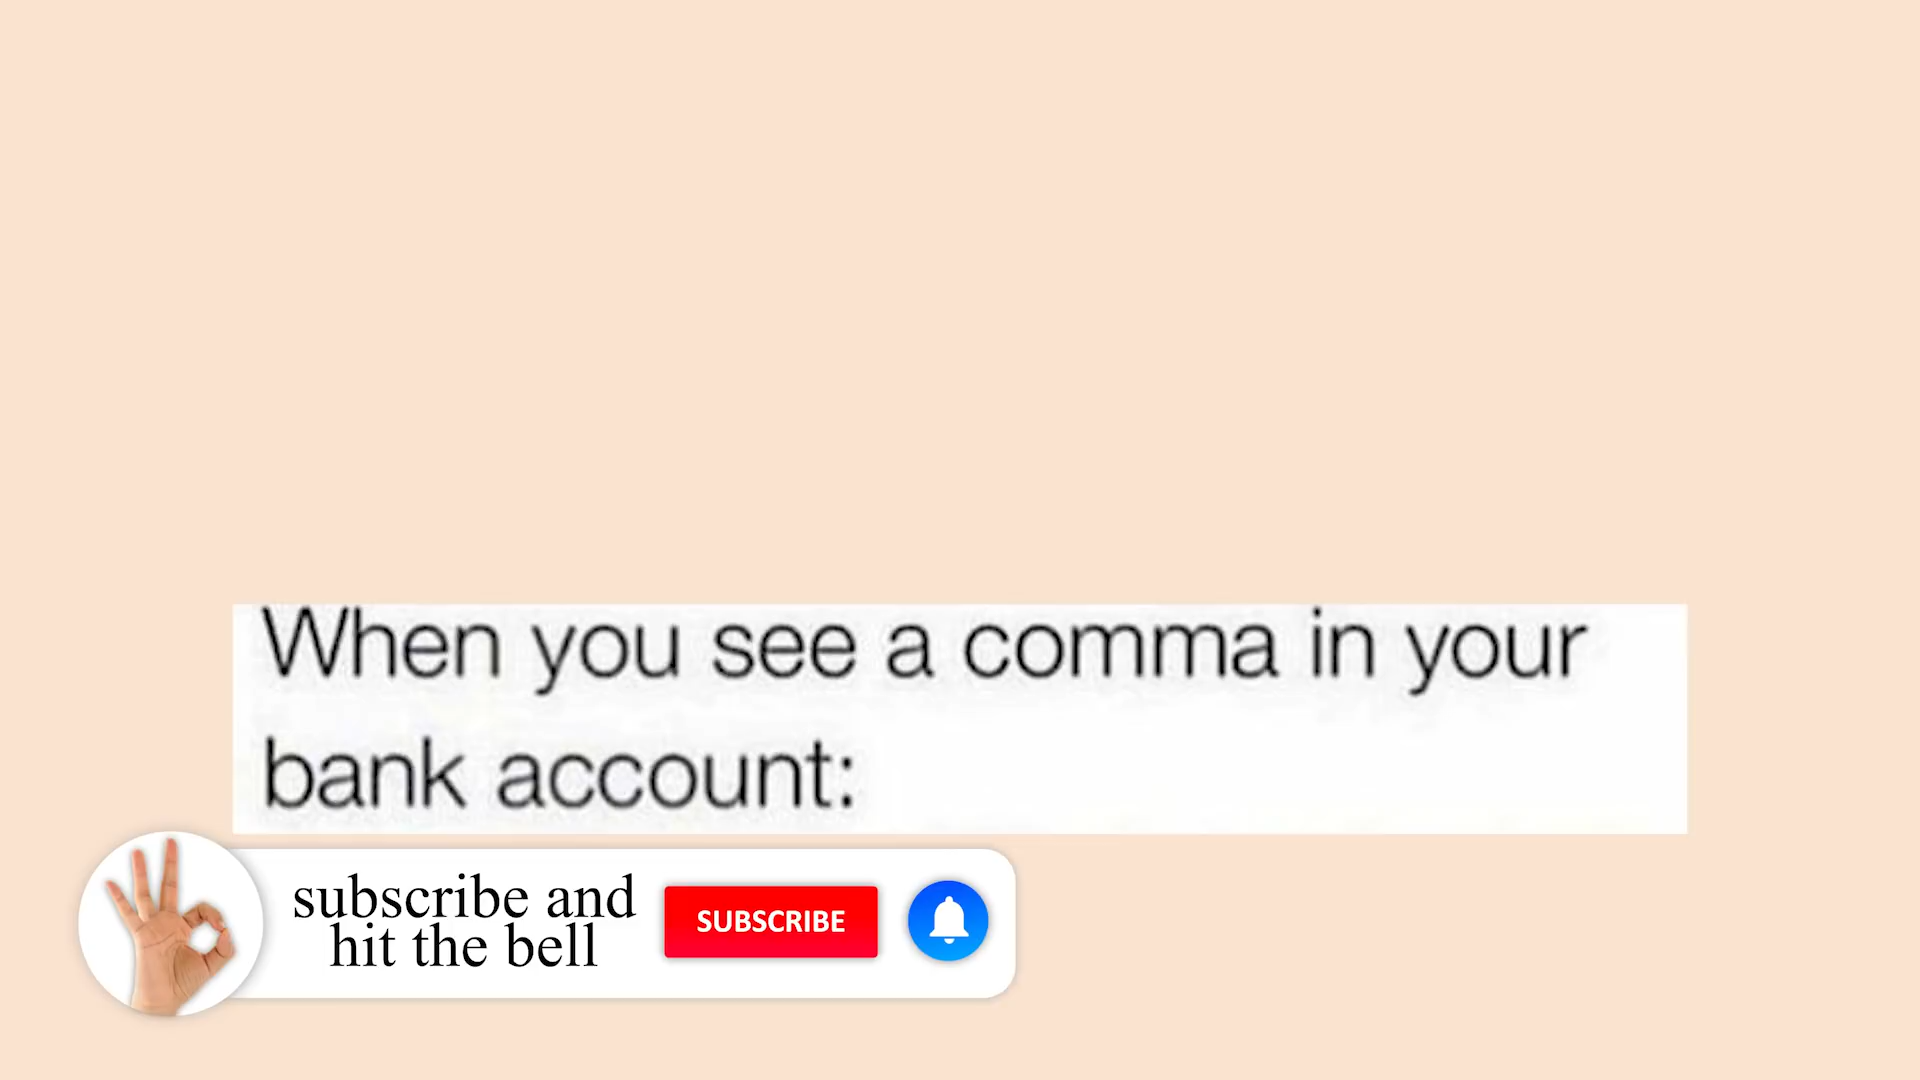 When you see a comma in your
bank account:
subscribe and
hit the bell
SUBSCRIBE